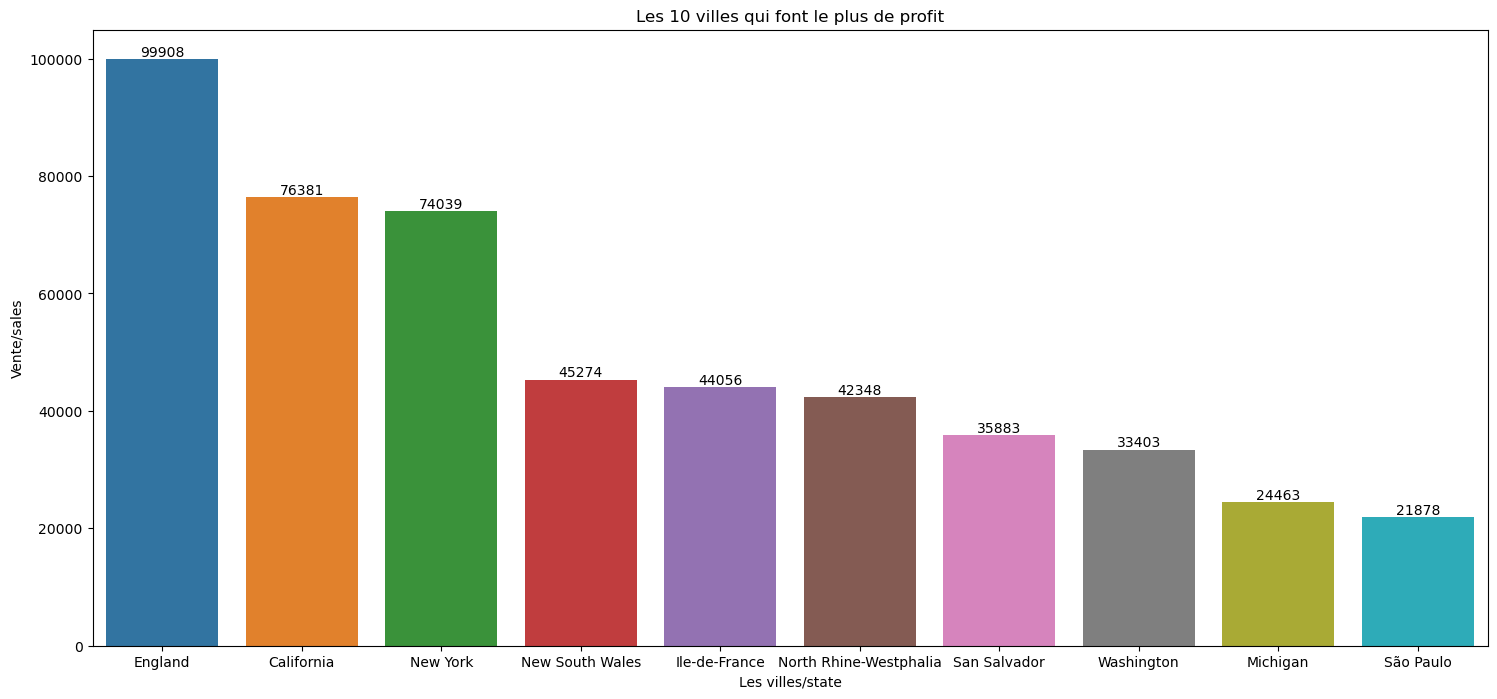 Les 10 villes qui font le plus de profit
Vente/sales
100000
80000
60000
40000
20000
0
99908
76381
74039
45274
44056
42348
35883
33403
24463
21878
England
California
New York
New South Wales
Ile-de-France
North Rhine-Westphalia
San Salvador
Washington
Michigan
São Paulo
Les villes/state